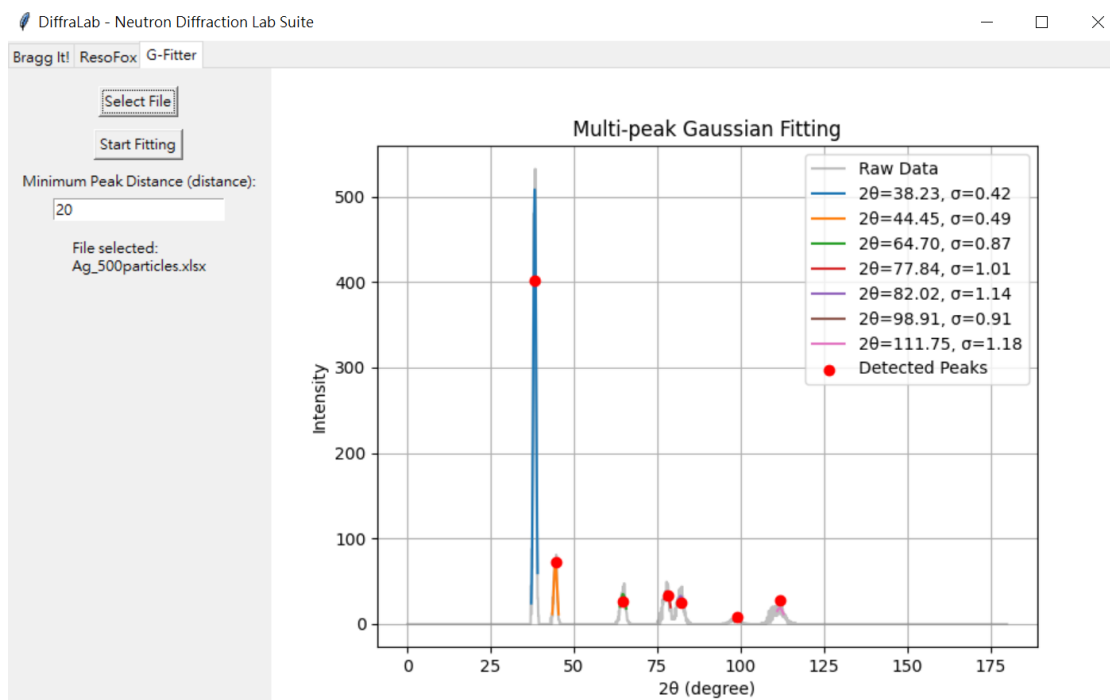 DiffraLab - Neutron Diffraction Lab Suite
Bragg It! ResoFox G-Fitter
Select File
Start Fitting
Minimum Peak Distance (distance):
20
File selected:
Ag_500particles.xlsx
Multi-peak Gaussian Fitting
Raw Data
2θ=38.23, σ=0.42
2θ=44.45, σ=0.49
2θ=64.70, σ=0.87
2θ=77.84, σ=1.01
2θ=82.02, σ=1.14
2θ=98.91, σ=0.91
2θ=111.75, σ=1.18
Detected Peaks
500
400
300
200
100
0
Intensity
0 25 50 75 100 125 150 175
2θ (degree)